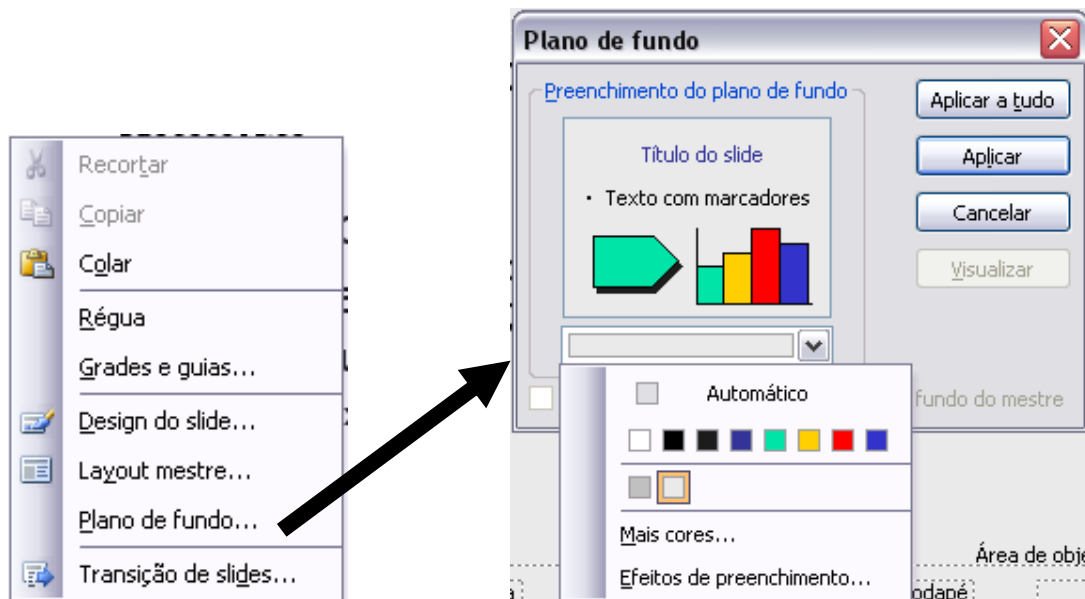 Recortar
Copiar
Colar
Régua
Grades e guias...
Design do slide...
Layout mestre...
Plano de fundo...
Transição de slides...
Plano de fundo
Preenchimento do plano de fundo
Título do slide
· Texto com marcadores
Aplicar a tudo
Aplicar
Cancelar
Visualizar
fundo do mestre
Automático
Mais cores...
Efeitos de preenchimento...
Área de obje
odapé